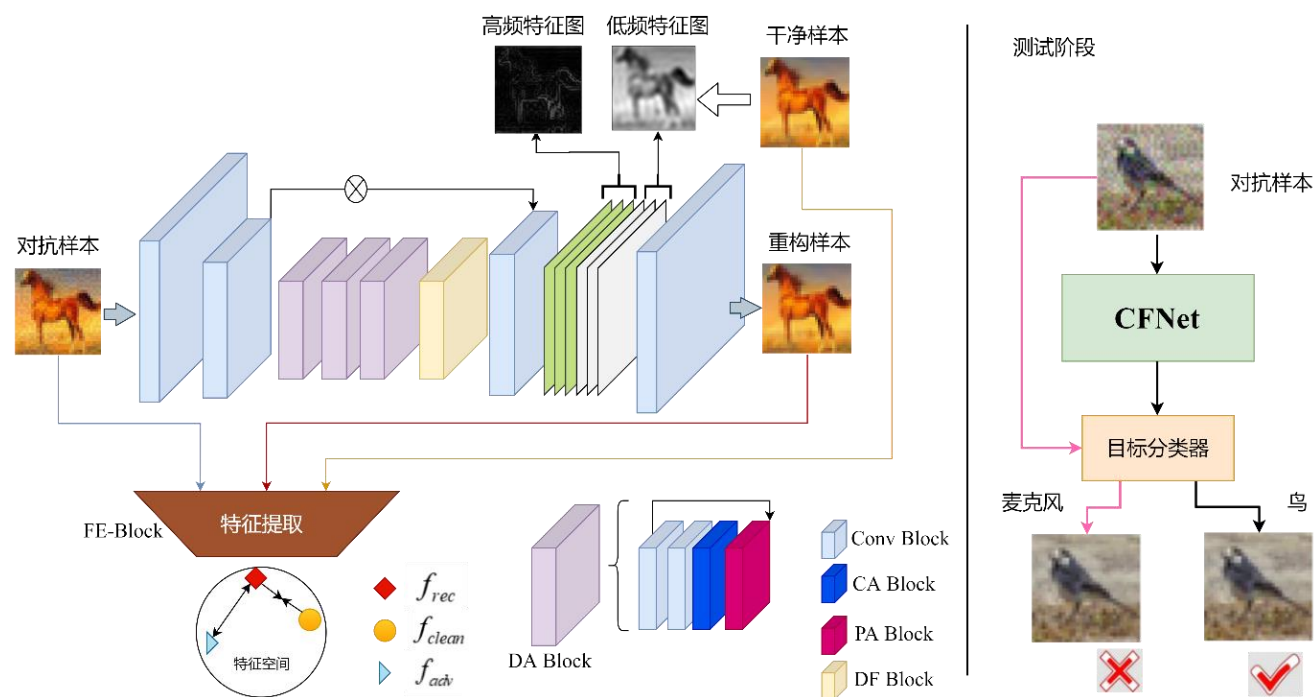 高频特征图
低频特征图
干净样本
对抗样本
重构样本
FE-Block
特征提取
特征空间
f_rec
f_clean
f_adv
DA Block
Conv Block
CA Block
PA Block
DF Block
测试阶段
对抗样本
CFNet
目标分类器
麦克风
鸟